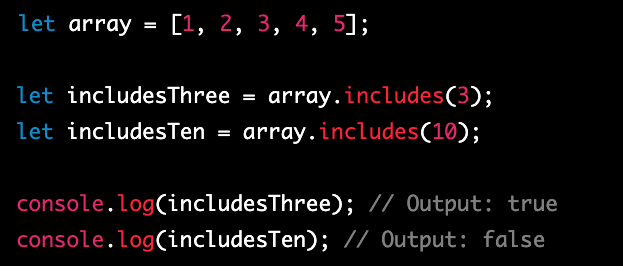 let array = [1, 2, 3, 4, 5];
let includesThree = array.includes(3);
let includesTen = array.includes(10);
console.log(includesThree); // Output: true
console.log(includesTen); // Output: false